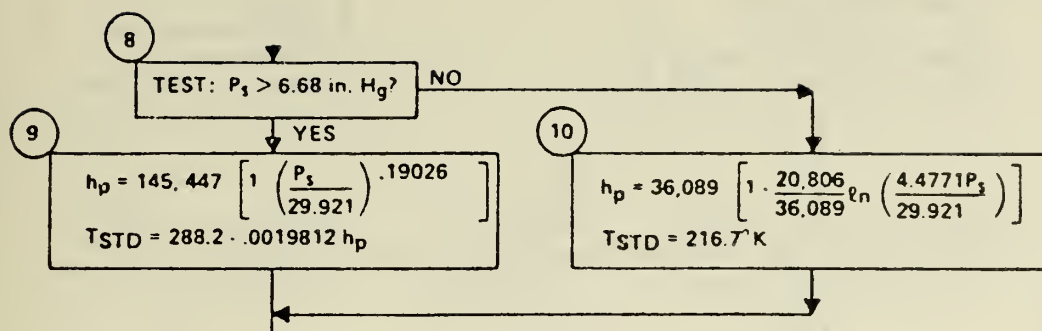 8
TEST: Ps > 6.68 in. Hg?
NO
YES
9
hp = 145,447 [1 (Ps/29.921) .19026]
TSTD = 288.2 · .0019812 hp
10
hp = 36,089 [1 · 20,806/36,089 ℓn (4.4771Ps/29.921)]
TSTD = 216.7° K